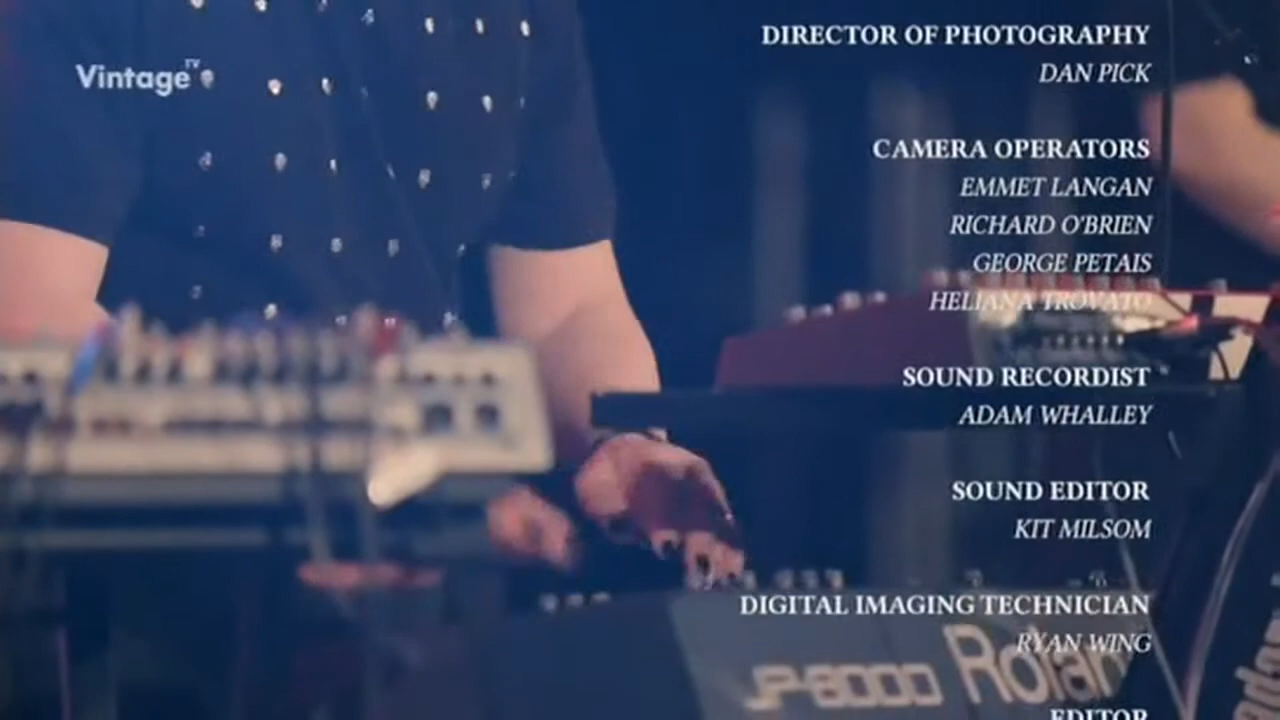 Vintage TV
DIRECTOR OF PHOTOGRAPHY
DAN PICK
CAMERA OPERATORS
EMMET LANGAN
RICHARD O'BRIEN
GEORGE PETAIS
HELIANA TROVATO
SOUND RECORDIST
ADAM WHALLEY
SOUND EDITOR
KIT MILSOM
DIGITAL IMAGING TECHNICIAN
RYAN WING
JP-8000 Roland
EDITOR